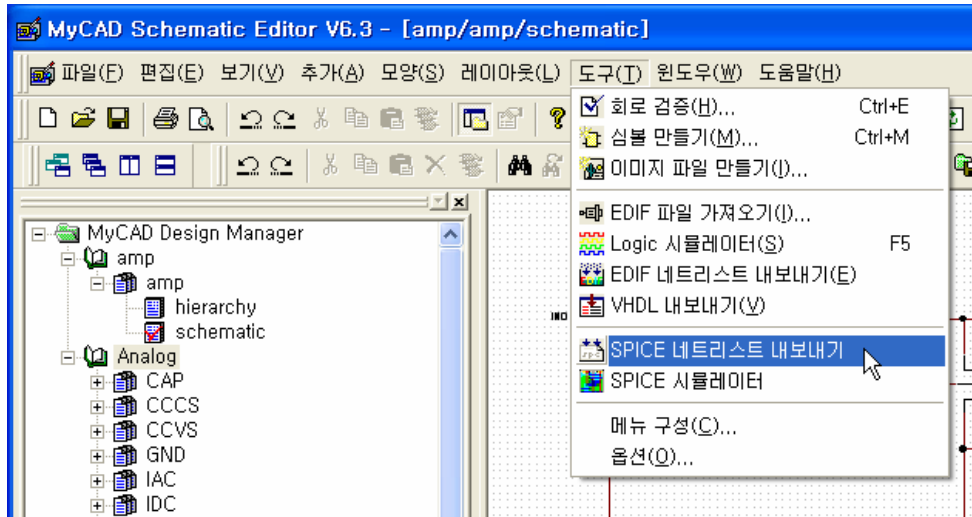 MyCAD Schematic Editor V6.3 - [amp/amp/schematic]
파일(F) 편집(E) 보기(V) 추가(A) 모양(S) 레이아웃(L) 도구(T) 윈도우(W) 도움말(H)
회로 검증(H)... Ctrl+E
심볼 만들기(M)... Ctrl+M
이미지 파일 만들기(I)...
EDIF 파일 가져오기(I)...
Logic 시뮬레이터(S) F5
EDIF 네트리스트 내보내기(E)
VHDL 내보내기(V)
SPICE 네트리스트 내보내기
SPICE 시뮬레이터
메뉴 구성(C)...
옵션(O)...
MyCAD Design Manager
amp
amp
hierarchy
schematic
Analog
CAP
CCCS
CCVS
GND
IAC
IDC